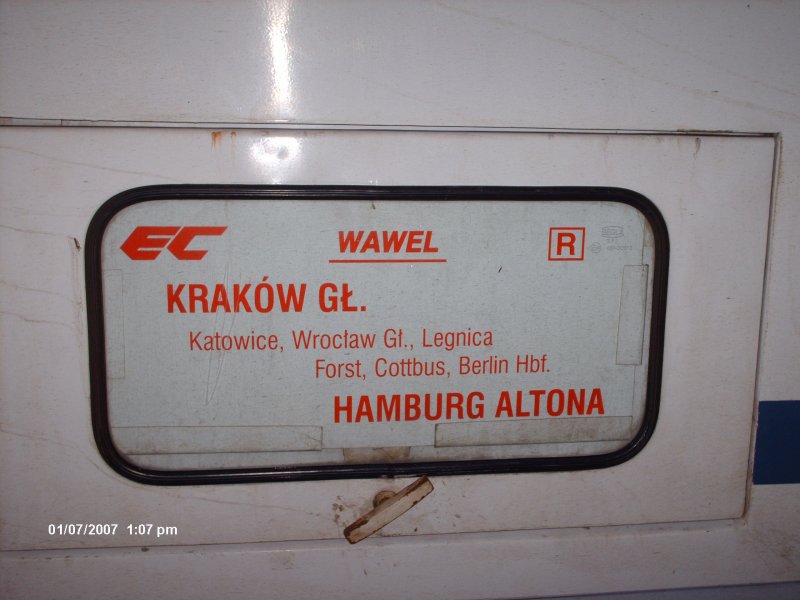 EC WAWEL R
KRAKÓW GŁ.
Katowice, Wrocław Gł., Legnica
Forst, Cottbus, Berlin Hbf.
HAMBURG ALTONA
01/07/2007 1:07 pm